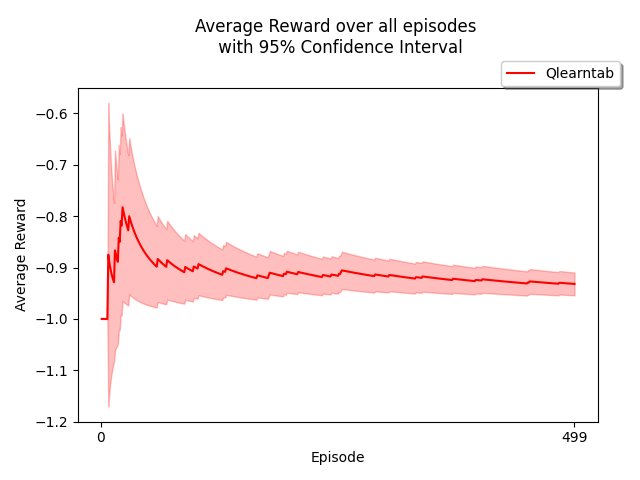 Average Reward over all episodes
with 95% Confidence Interval
Qlearntab
−0.6
−0.7
−0.8
−0.9
−1.0
−1.1
−1.2
Average Reward
0
499
Episode